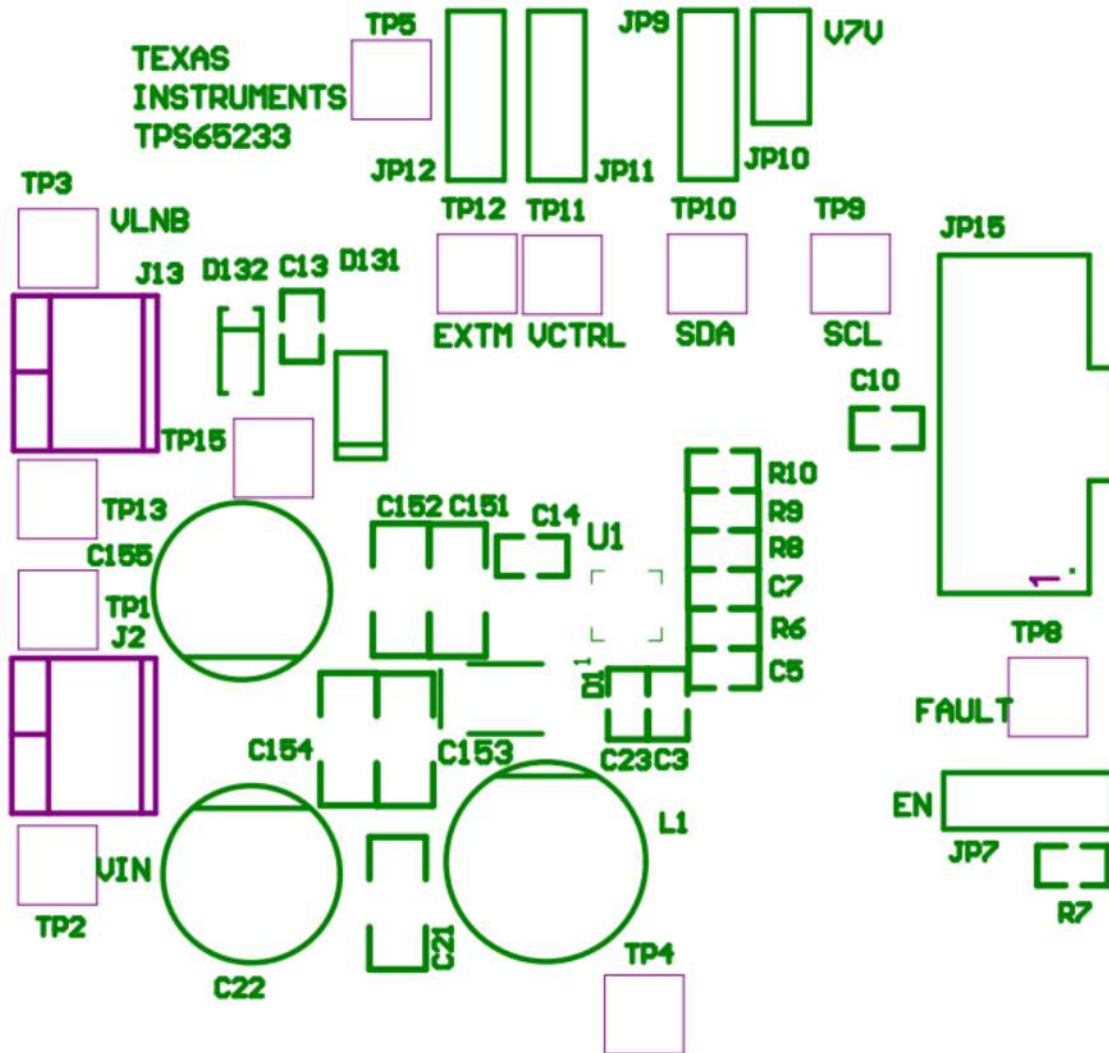 TP5
JP9
V7V
TEXAS
INSTRUMENTS
TPS65233
JP12
JP11
JP10
TP3
VLNB
TP12
TP11
TP10
TP9
JP15
J13
D132
C13
D131
EXTM
VCTRL
SDA
SCL
C10
TP15
R10
TP13
C152
C151
C14
U1
R9
R8
C155
C7
1
TP1
J2
R6
TP8
1
D1
C5
FAULT
C154
C153
C23
C3
EN
L1
JP7
VIN
TP2
R7
C21
TP4
C22